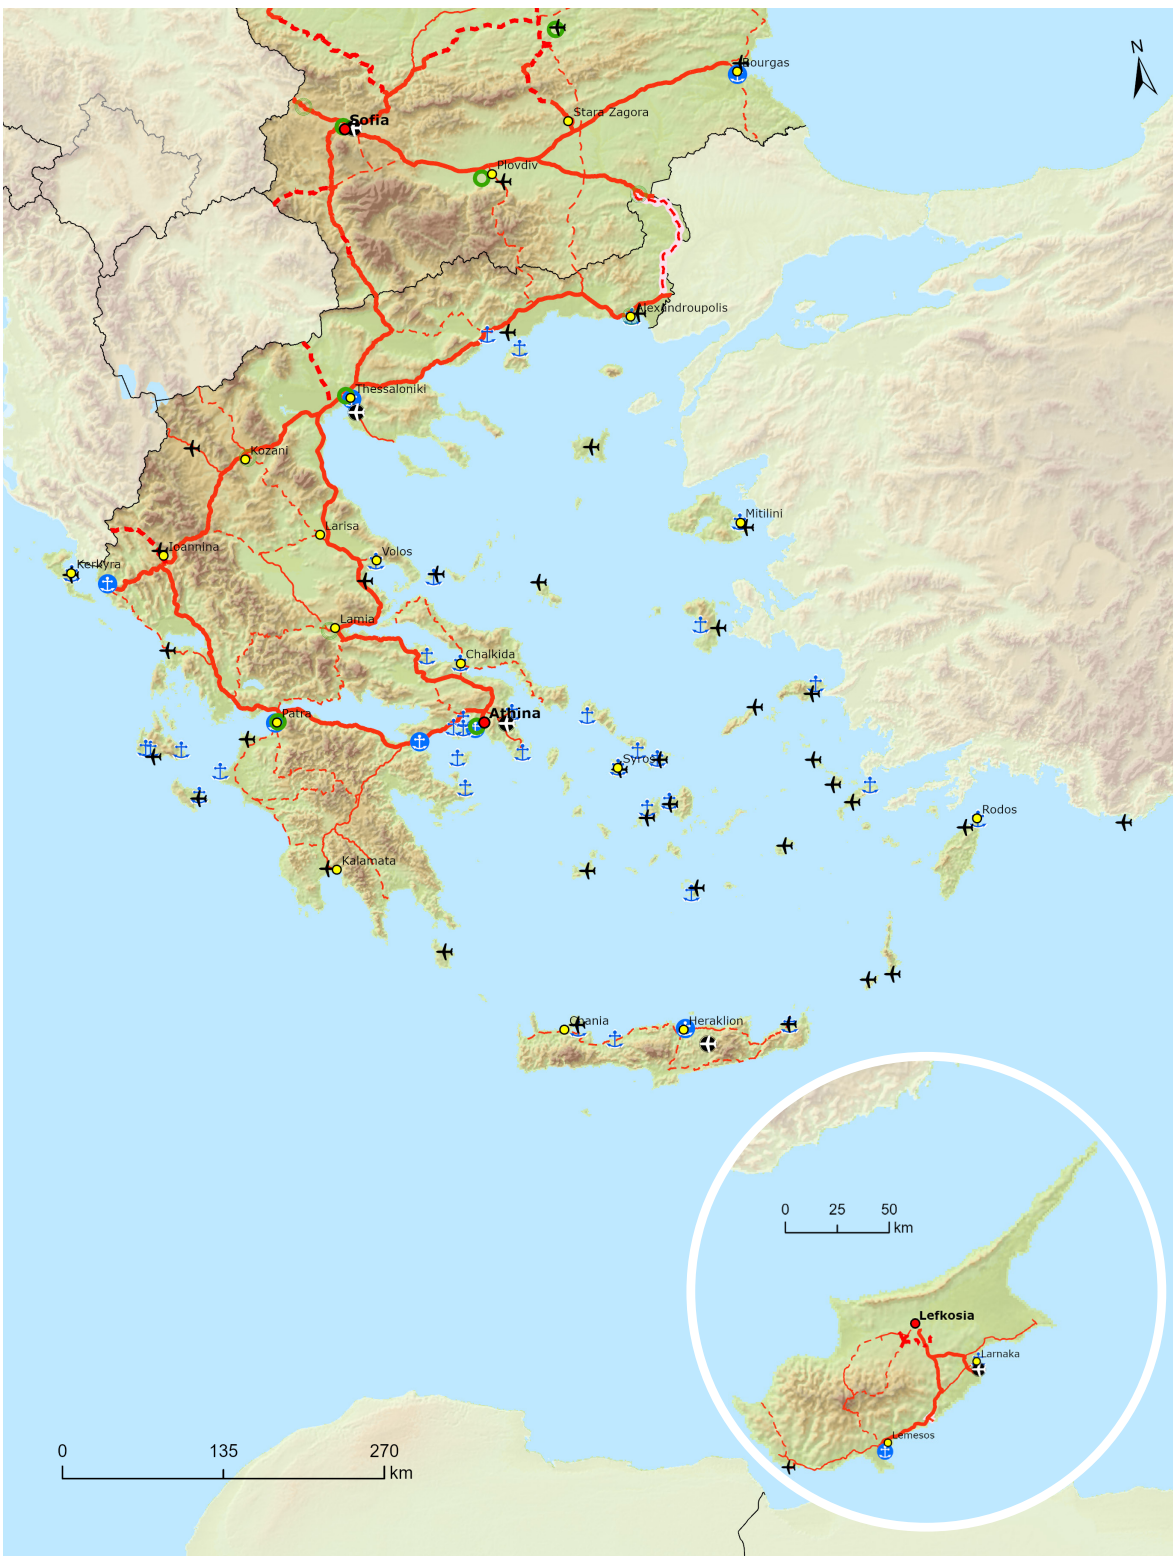 N
Bourgas
Stara Zagora
Sofia
Plovdiv
Alexandroupolis
Thessaloniki
Kozani
Mitilini
Larisa
Ioannina
Volos
Kerkyra
Lamia
Chalkida
Patra
Athina
Syros
Rodos
Kalamata
Chania
Heraklion
0 25 50
km
Lefkosia
Larnaka
Lemesos
0 135 270
km